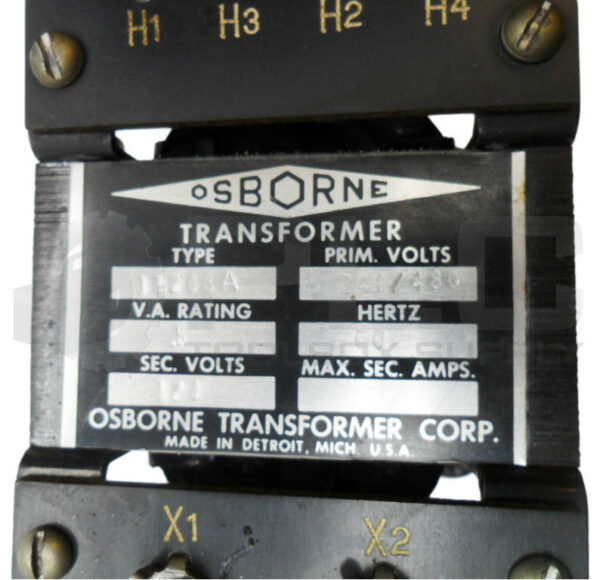 H1 H3 H2 H4
OSBORNE
TRANSFORMER
TYPE PRIM. VOLTS
V.A. RATING HERTZ
SEC. VOLTS MAX. SEC. AMPS.
120
OSBORNE TRANSFORMER CORP.
MADE IN DETROIT, MICH. U.S.A.
X1 X2